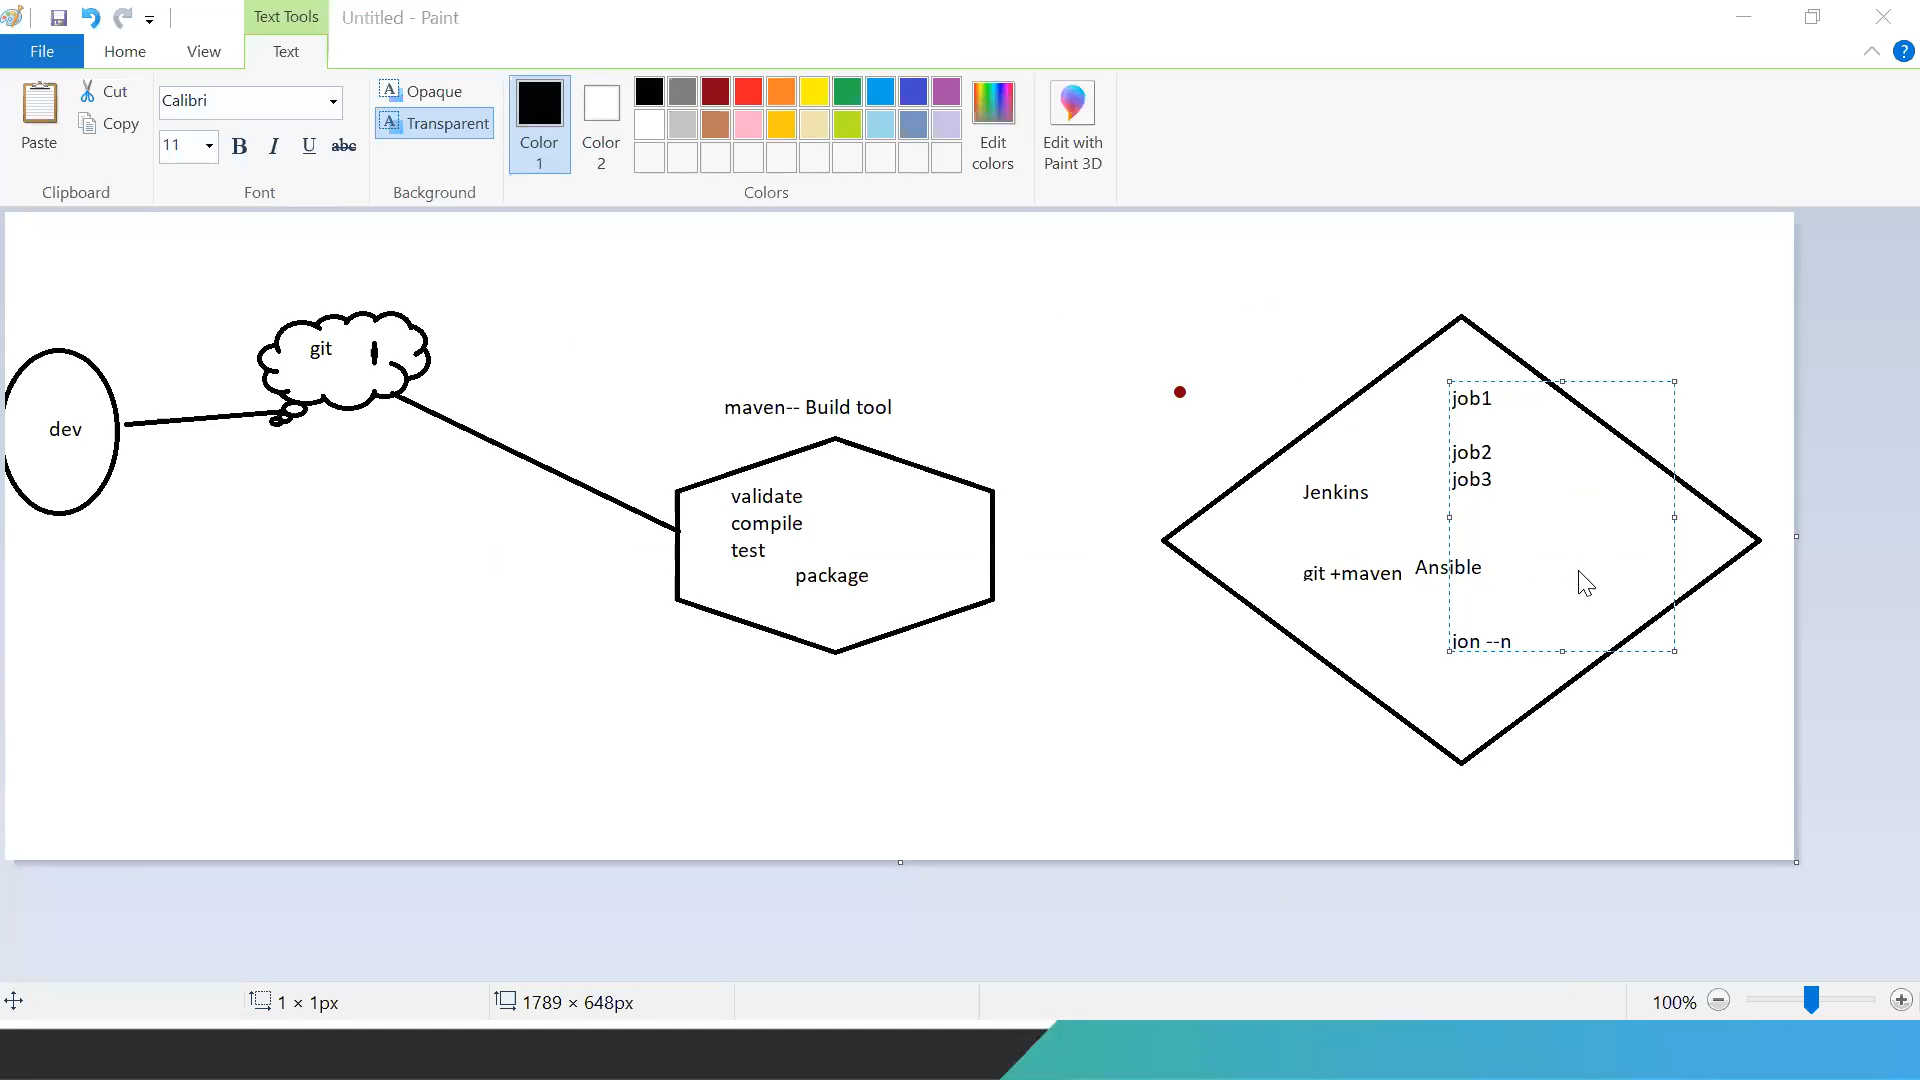 Text Tools
Untitled - Paint
File
Home
View
Text
?
Paste
Cut
Copy
Clipboard
Calibri
11
B I U abc
Font
A Opaque
A Transparent
Background
Color 1
Color 2
Edit colors
Colors
Edit with Paint 3D
dev
git
maven-- Build tool
validate
compile
test
package
Jenkins
git +maven
Ansible
job1
job2
job3
jon --n
1 × 1px
1789 × 648px
100%